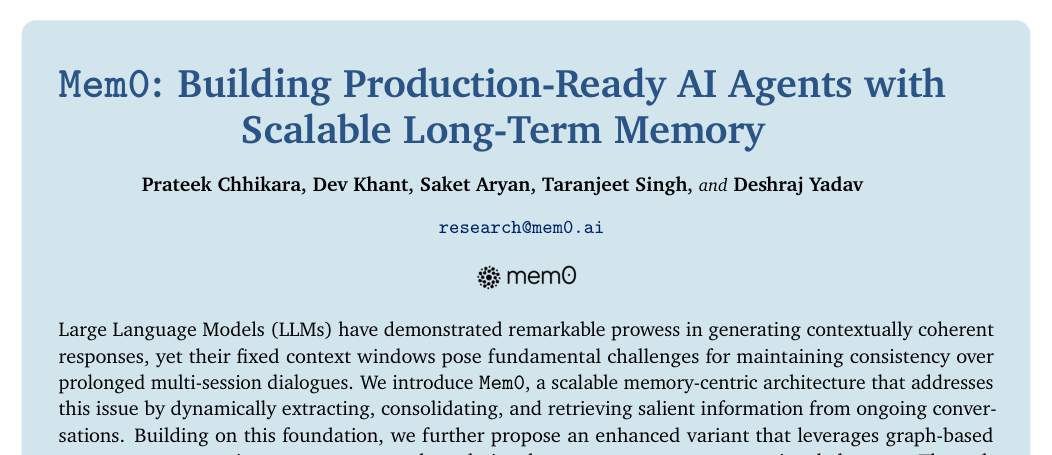 Mem0: Building Production-Ready AI Agents with
Scalable Long-Term Memory
Prateek Chhikara, Dev Khant, Saket Aryan, Taranjeet Singh, and Deshraj Yadav
research@mem0.ai
mem0
Large Language Models (LLMs) have demonstrated remarkable prowess in generating contextually coherent
responses, yet their fixed context windows pose fundamental challenges for maintaining consistency over
prolonged multi-session dialogues. We introduce Mem0, a scalable memory-centric architecture that addresses
this issue by dynamically extracting, consolidating, and retrieving salient information from ongoing conver-
sations. Building on this foundation, we further propose an enhanced variant that leverages graph-based